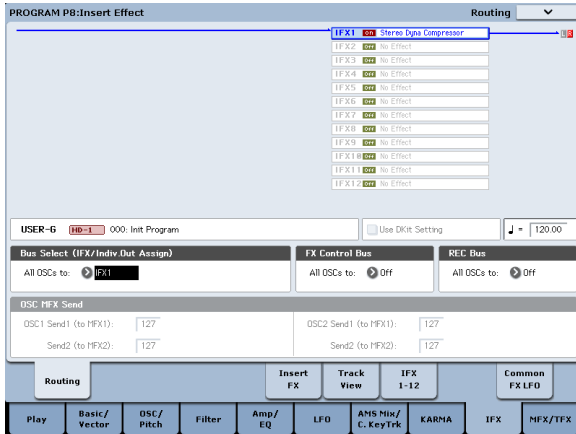 PROGRAM P8:Insert Effect Routing
IFX1 On Stereo Dyna Compressor L R
IFX2 Off No Effect
IFX3 Off No Effect
IFX4 Off No Effect
IFX5 Off No Effect
IFX6 Off No Effect
IFX7 Off No Effect
IFX8 Off No Effect
IFX9 Off No Effect
IFX10 Off No Effect
IFX11 Off No Effect
IFX12 Off No Effect
USER-G HD-1 000: Init Program Use DKit Setting ♩ = 120.00
Bus Select (IFX/Indiv.Out Assign) FX Control Bus REC Bus
All OSCs to: IFX1 All OSCs to: Off All OSCs to: Off
OSC MFX Send
OSC1 Send1 (to MFX1): 127 OSC2 Send1 (to MFX1): 127
Send2 (to MFX2): 127 Send2 (to MFX2): 127
Routing Insert FX Track View IFX 1-12 Common FX LFO
Play Basic/Vector OSC/Pitch Filter Amp/EQ LFO AMS Mix/C.KeyTrk KARMA IFX MFX/TFX